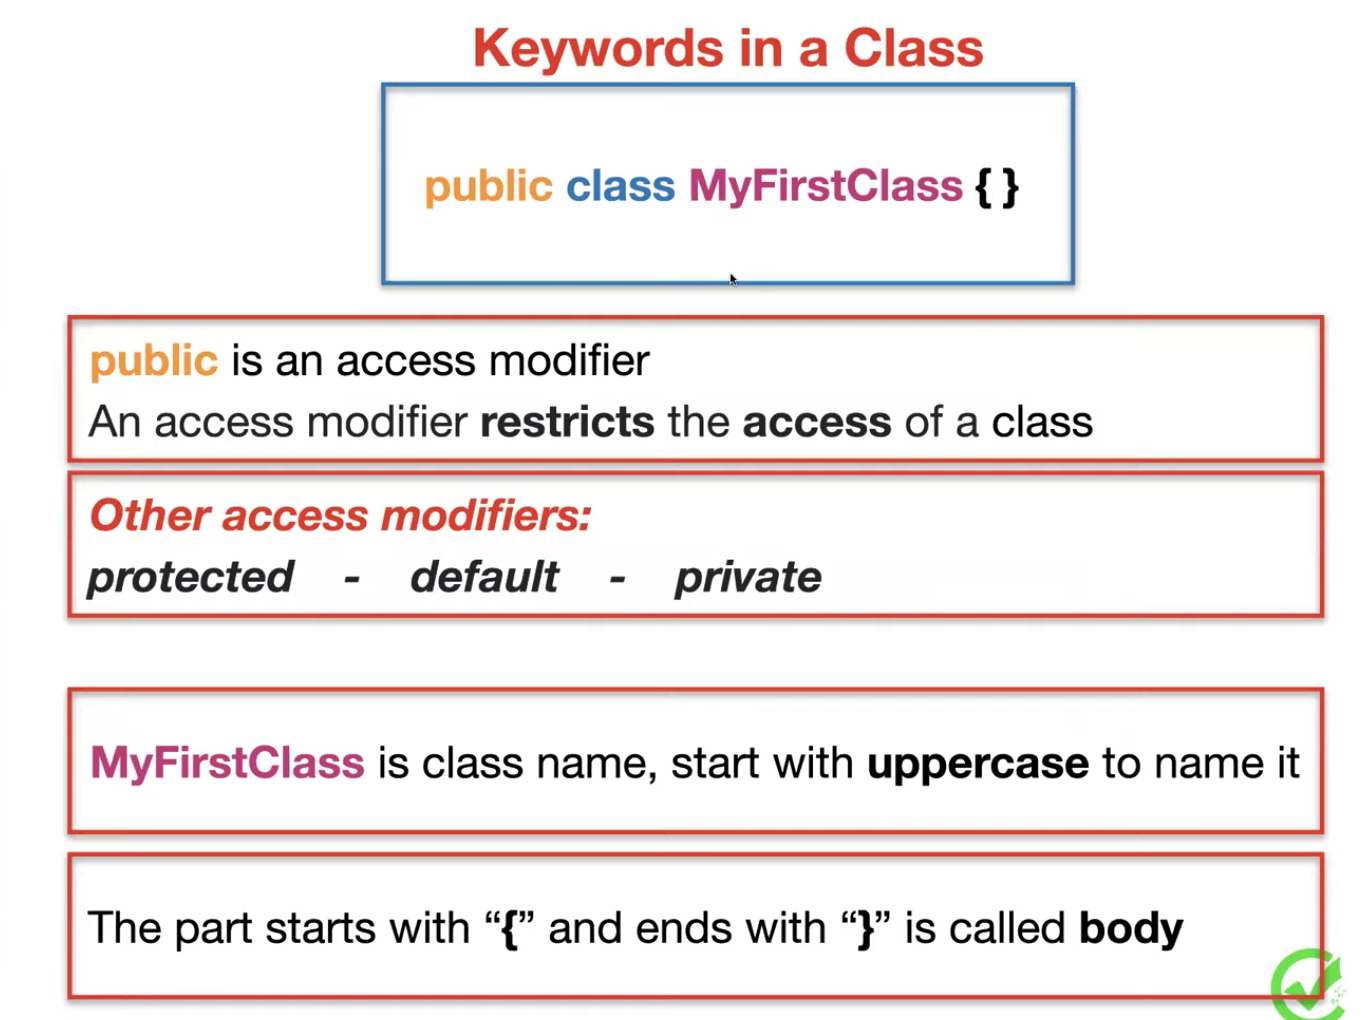 Keywords in a Class
public class MyFirstClass { }
public is an access modifier
An access modifier restricts the access of a class
Other access modifiers:
protected - default - private
MyFirstClass is class name, start with uppercase to name it
The part starts with “{” and ends with “}” is called body